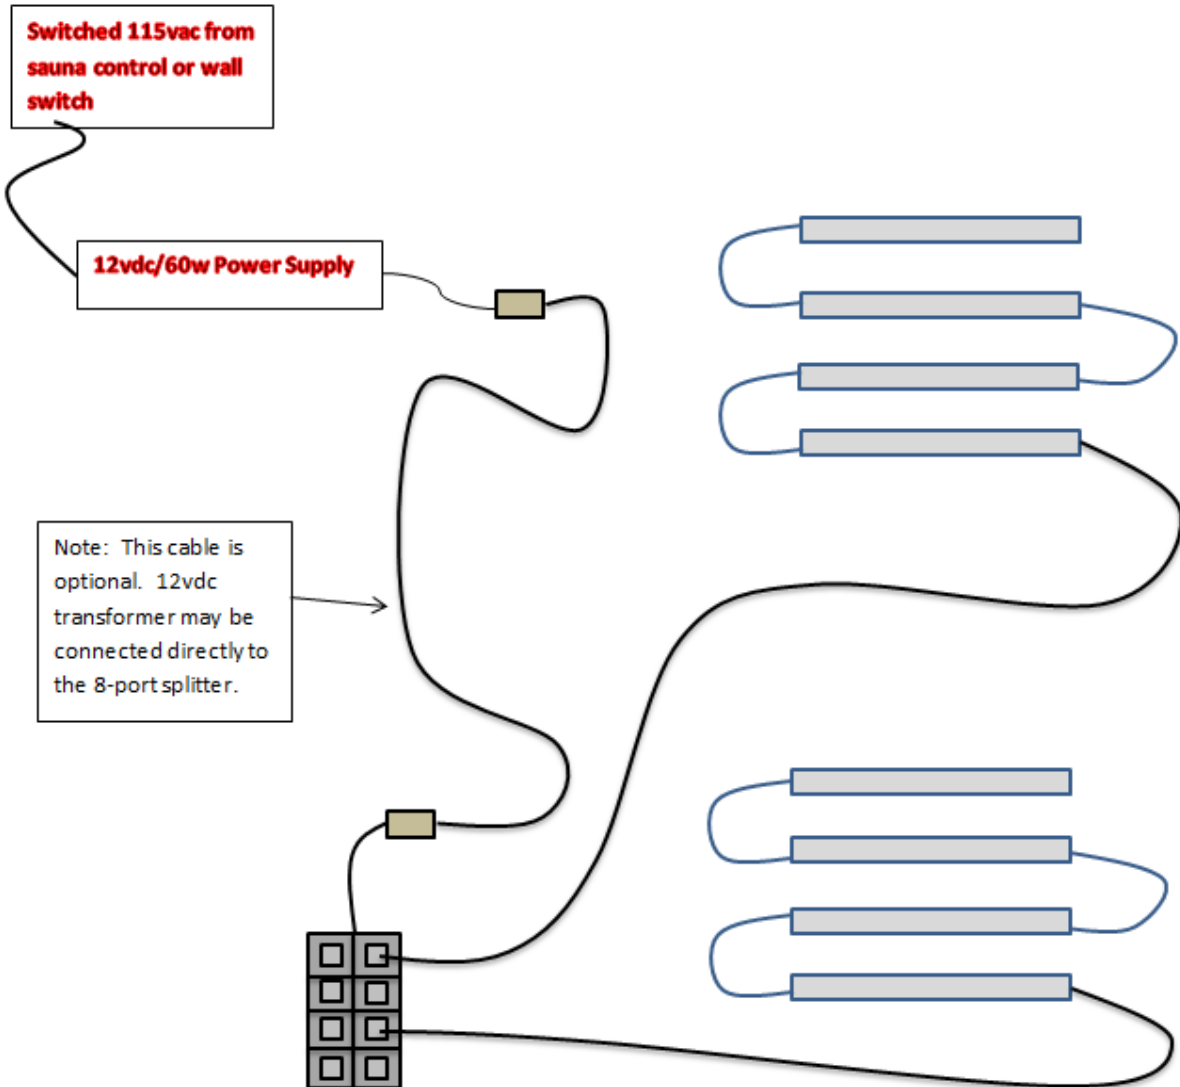 Switched 115vac from
sauna control or wall
switch
12vdc/60w Power Supply
Note:  This cable is
optional.  12vdc
transformer may be
connected directly to
the 8-port splitter.